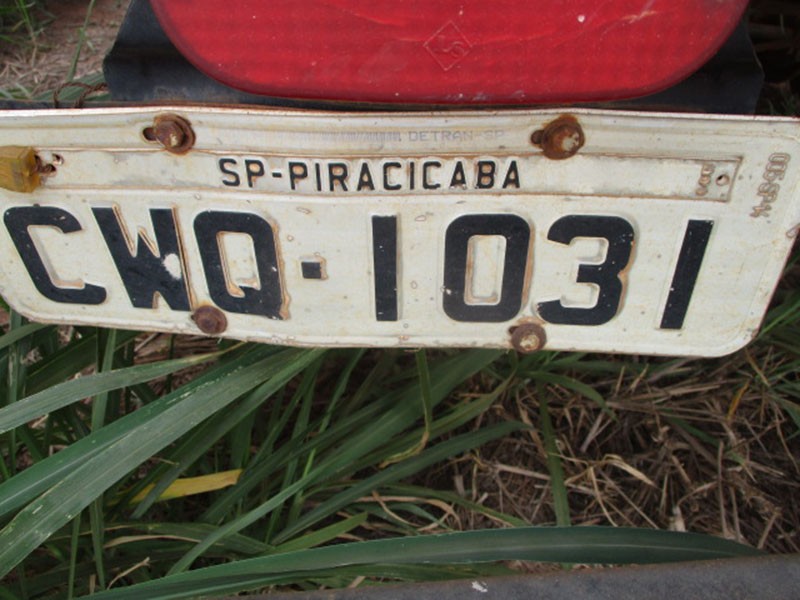 DETRAN-SP
SP-PIRACICABA
CWQ·1031